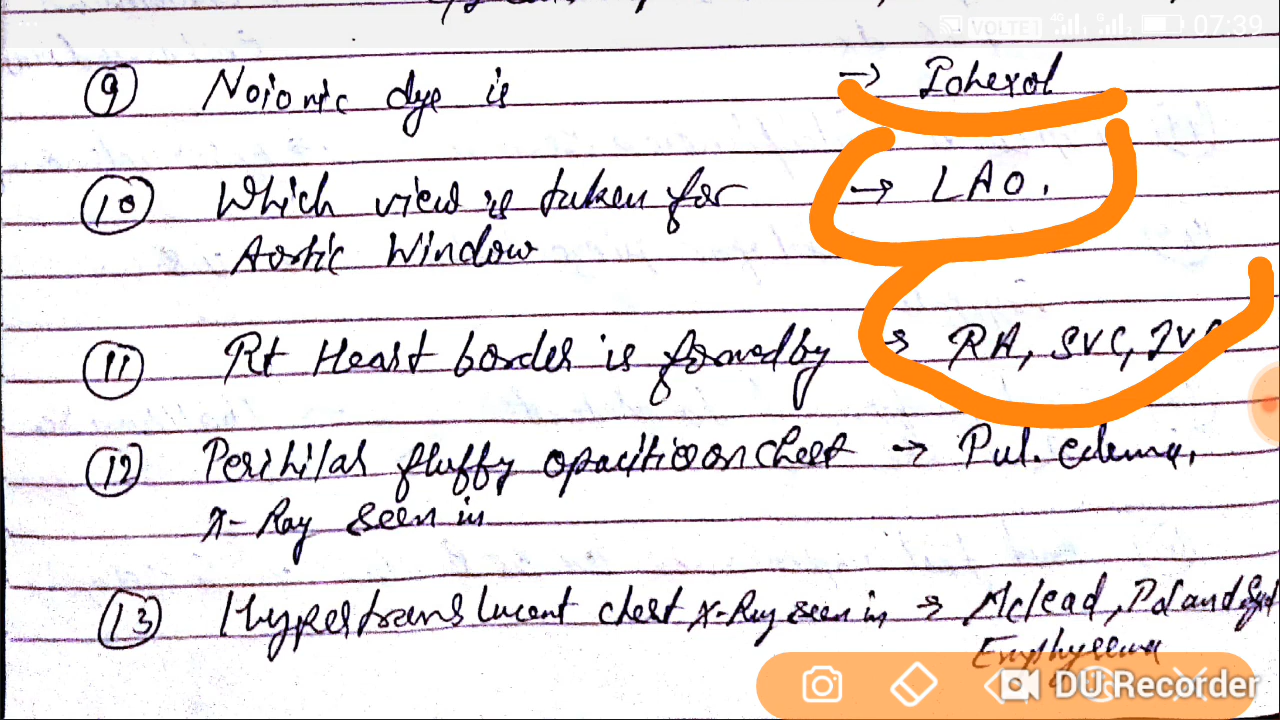 VOLTE 4G 07:39
⑨ Noionic dye is → Iohexol
⑩ Which view is taken for → LAO.
Aortic Window
⑪ Rt Heart border is formed by → RA, SVC, IVC
⑫ Perihilar fluffy opacities on chest → Pul. edema,
X-Ray seen in
⑬ Hypertranslucent chest X-Ray seen in → Mclead,
Emphysema
DU Recorder